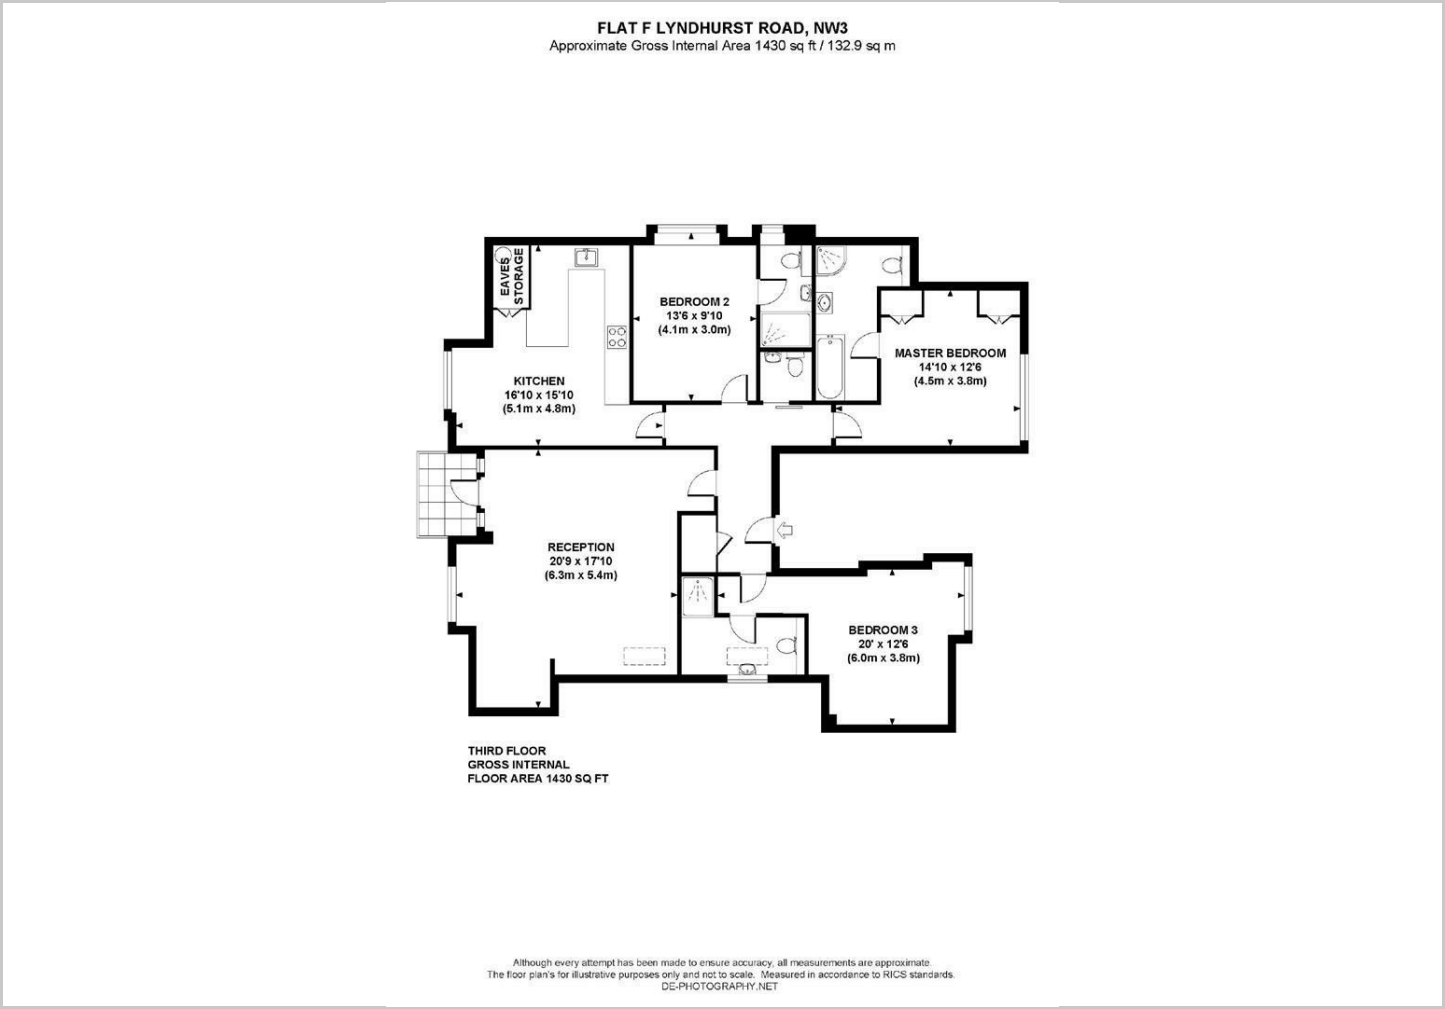 FLAT F LYNDHURST ROAD, NW3
Approximate Gross Internal Area 1430 sq ft / 132.9 sq m
EAVES
STORAGE
BEDROOM 2
13'6 x 9'10
(4.1m x 3.0m)
MASTER BEDROOM
14'10 x 12'6
(4.5m x 3.8m)
KITCHEN
16'10 x 15'10
(5.1m x 4.8m)
RECEPTION
20'9 x 17'10
(6.3m x 5.4m)
BEDROOM 3
20' x 12'6
(6.0m x 3.8m)
THIRD FLOOR
GROSS INTERNAL
FLOOR AREA 1430 SQ FT
Although every attempt has been made to ensure accuracy, all measurements are approximate.
The floor plan's for illustrative purposes only and not to scale. Measured in accordance to RICS standards.
DE-PHOTOGRAPHY.NET